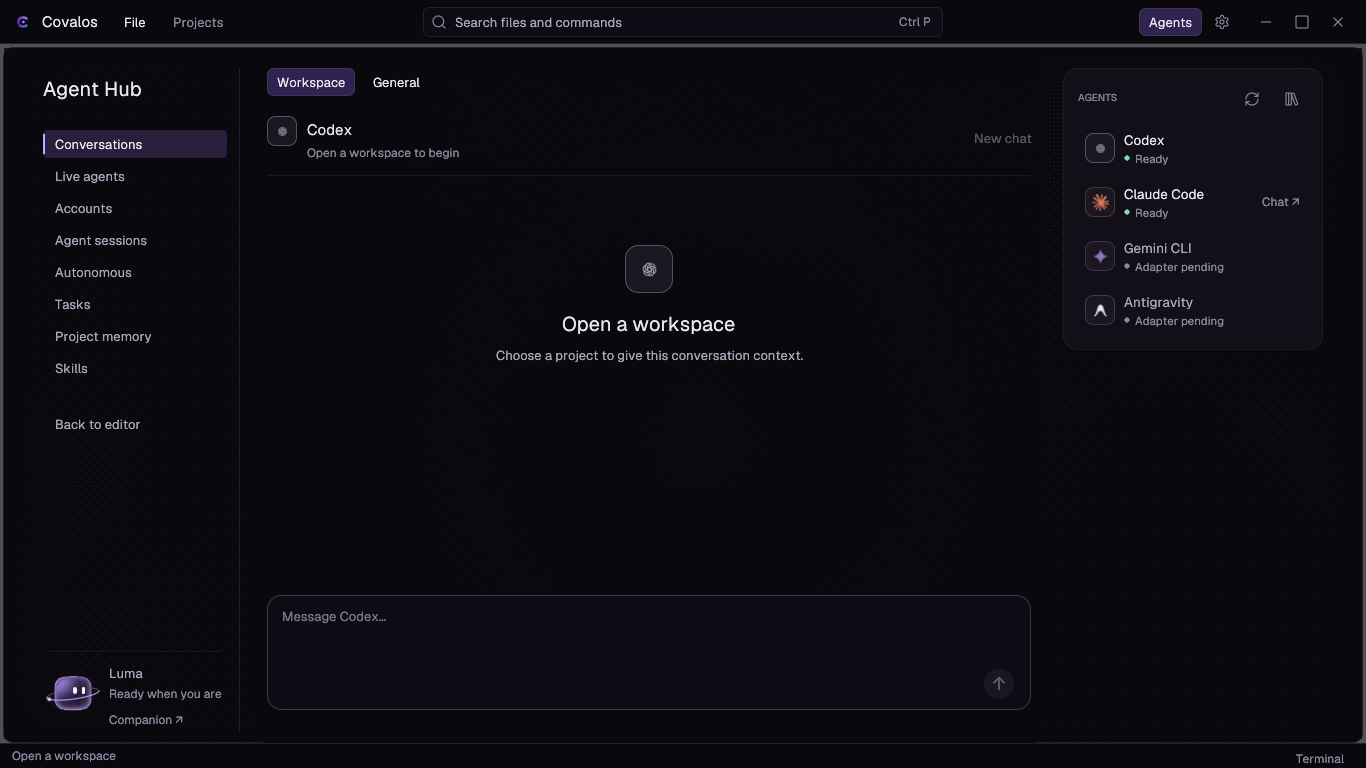 Covalos File Projects
Search files and commands Ctrl P
Agents
Agent Hub
Conversations
Live agents
Accounts
Agent sessions
Autonomous
Tasks
Project memory
Skills
Back to editor
Luma
Ready when you are
Companion ↗
Workspace General
Codex
Open a workspace to begin
New chat
Open a workspace
Choose a project to give this conversation context.
Message Codex…
AGENTS
Codex
Ready
Claude Code
Ready
Chat ↗
Gemini CLI
Adapter pending
Antigravity
Adapter pending
Open a workspace
Terminal